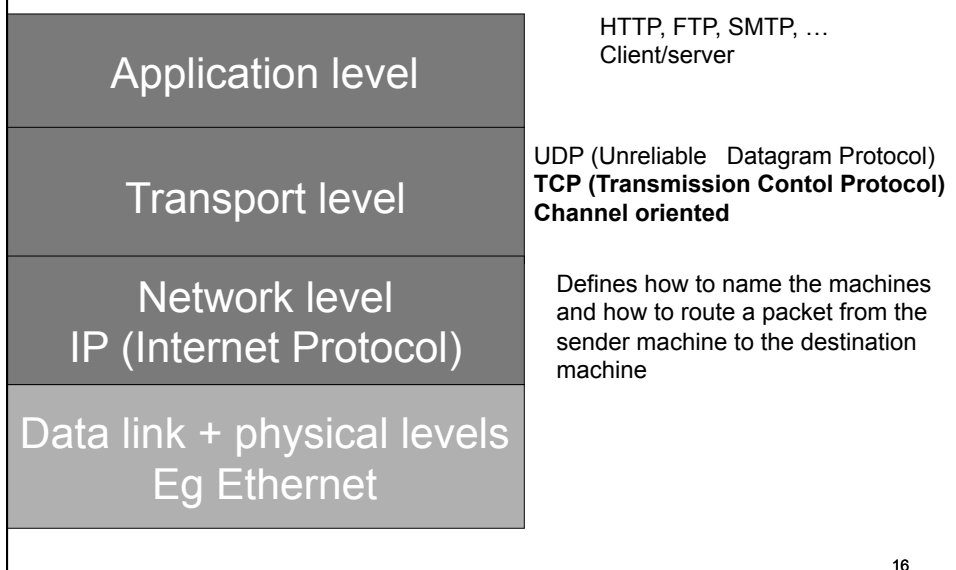 Application level
HTTP, FTP, SMTP, …
Client/server
Transport level
UDP (Unreliable Datagram Protocol)
TCP (Transmission Contol Protocol)
Channel oriented
Network level
IP (Internet Protocol)
Defines how to name the machines
and how to route a packet from the
sender machine to the destination
machine
Data link + physical levels
Eg Ethernet
16